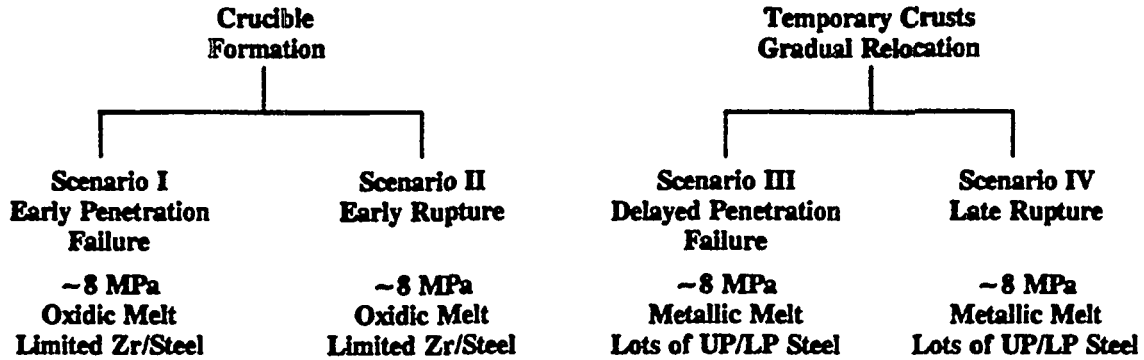 Crucible
Formation
Temporary Crusts
Gradual Relocation
Scenario I
Early Penetration
Failure
~8 MPa
Oxidic Melt
Limited Zr/Steel
Scenario II
Early Rupture
~8 MPa
Oxidic Melt
Limited Zr/Steel
Scenario III
Delayed Penetration
Failure
~8 MPa
Metallic Melt
Lots of UP/LP Steel
Scenario IV
Late Rupture
~8 MPa
Metallic Melt
Lots of UP/LP Steel